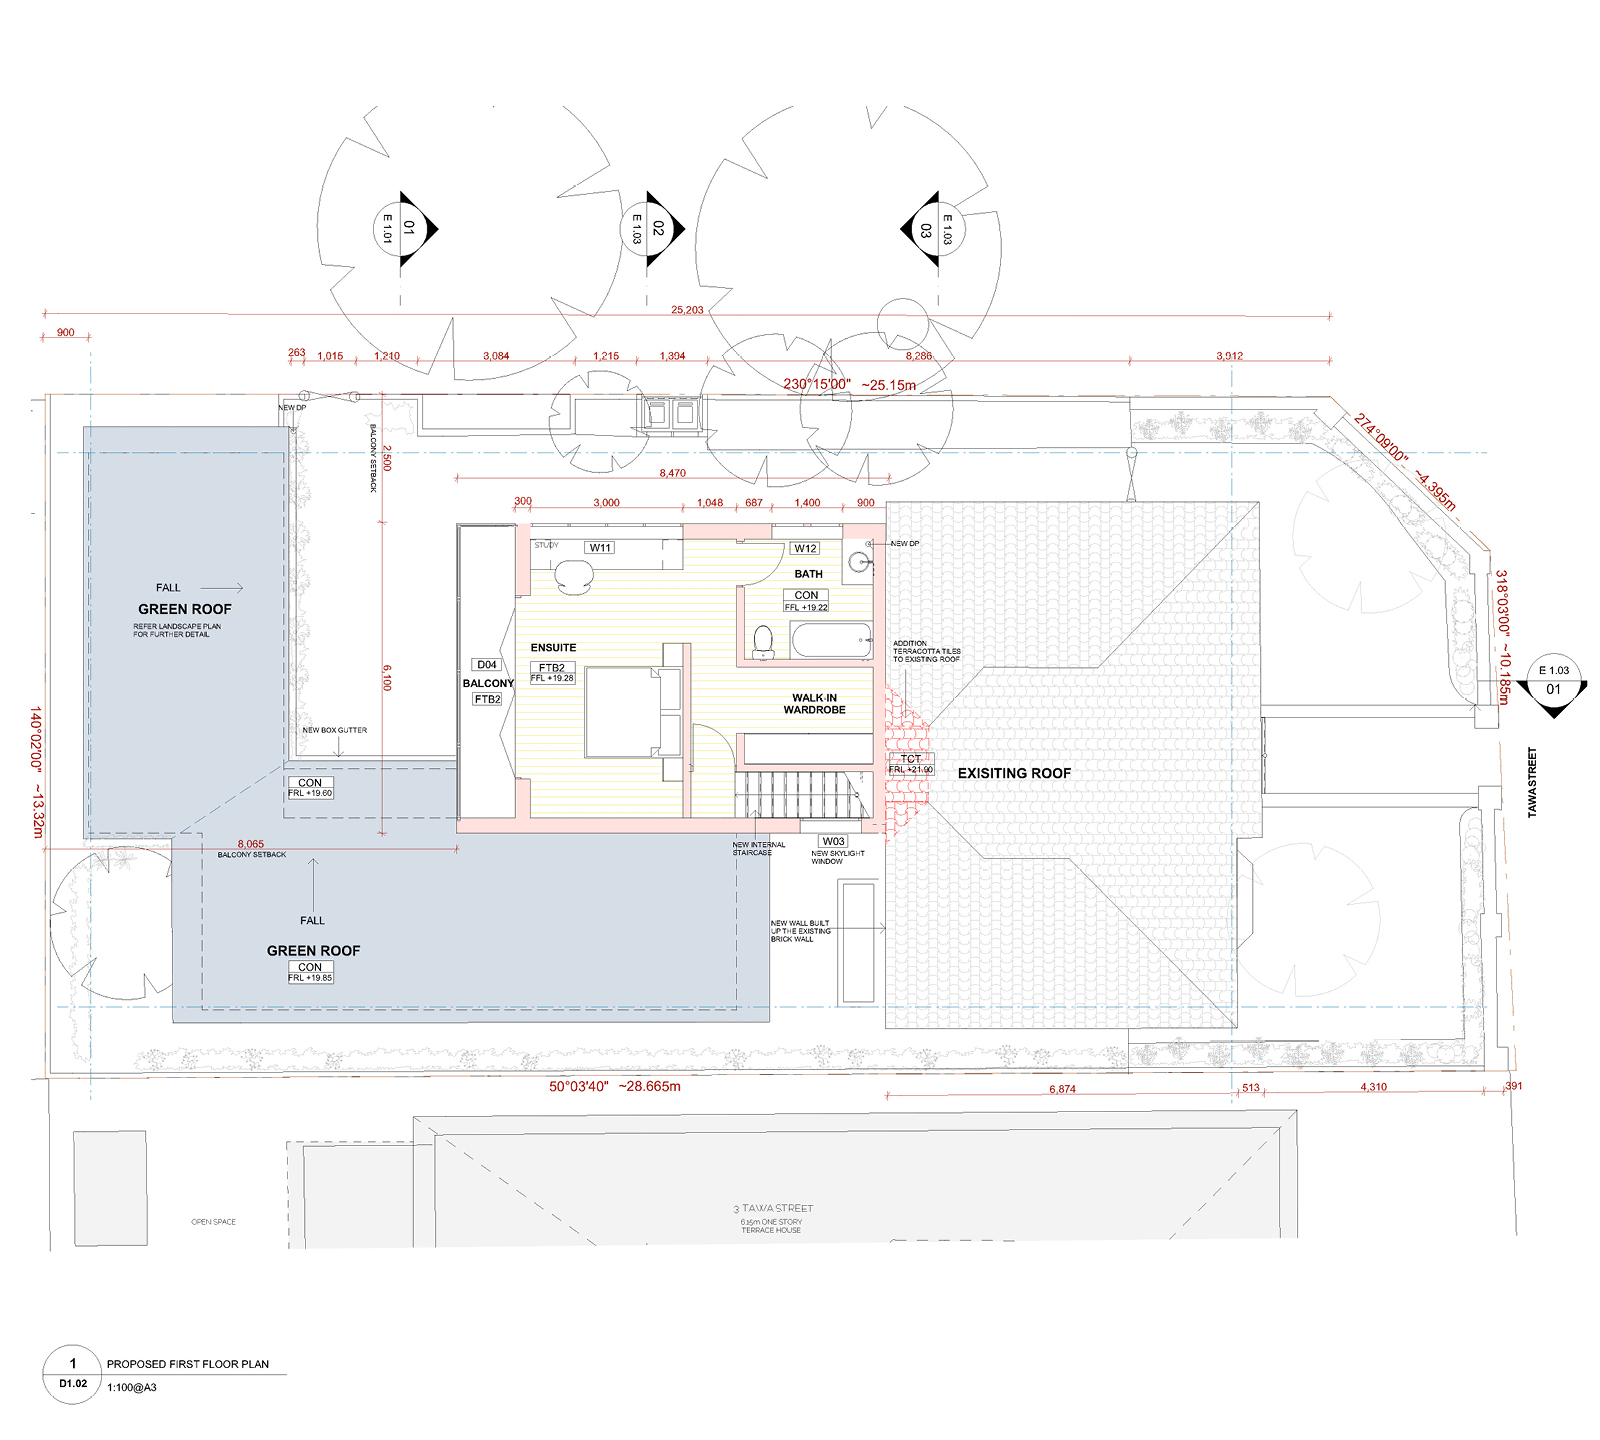 E 1.01
01
E 1.03
02
03
E 1.03
25,203
900
263
1,015
1,210
3,084
1,215
1,394
8,286
3,912
230°15'00" ~25.15m
NEW DP
BALCONY SETBACK
2,500
8,470
274°09'00" ~4.395m
300
3,000
1,048
687
1,400
900
STUDY
W11
W12
NEW DP
BATH
CON
FFL +19.22
FALL
GREEN ROOF
REFER LANDSCAPE PLAN
FOR FURTHER DETAIL
6,100
ENSUITE
FTB2
FFL +19.28
D04
BALCONY
FTB2
ADDITION
TERRACOTTA TILES
TO EXISTING ROOF
318°03'00" ~10.185m
E 1.03
01
WALK-IN
WARDROBE
NEW BOX GUTTER
140°02'00" ~13.32m
TCT
FRL +21.90
EXISITING ROOF
TAWASTREET
CON
FRL +19.60
8,065
BALCONY SETBACK
NEW INTERNAL
STAIRCASE
W03
NEW SKYLIGHT
WINDOW
FALL
GREEN ROOF
CON
FRL +19.85
NEW WALL BUILT
UP THE EXISTING
BRICK WALL
50°03'40" ~28.665m
6,874
513
4,310
391
3 TAWA STREET
6.15m ONE STORY
TERRACE HOUSE
OPEN SPACE
1
D1.02
PROPOSED FIRST FLOOR PLAN
1:100@A3